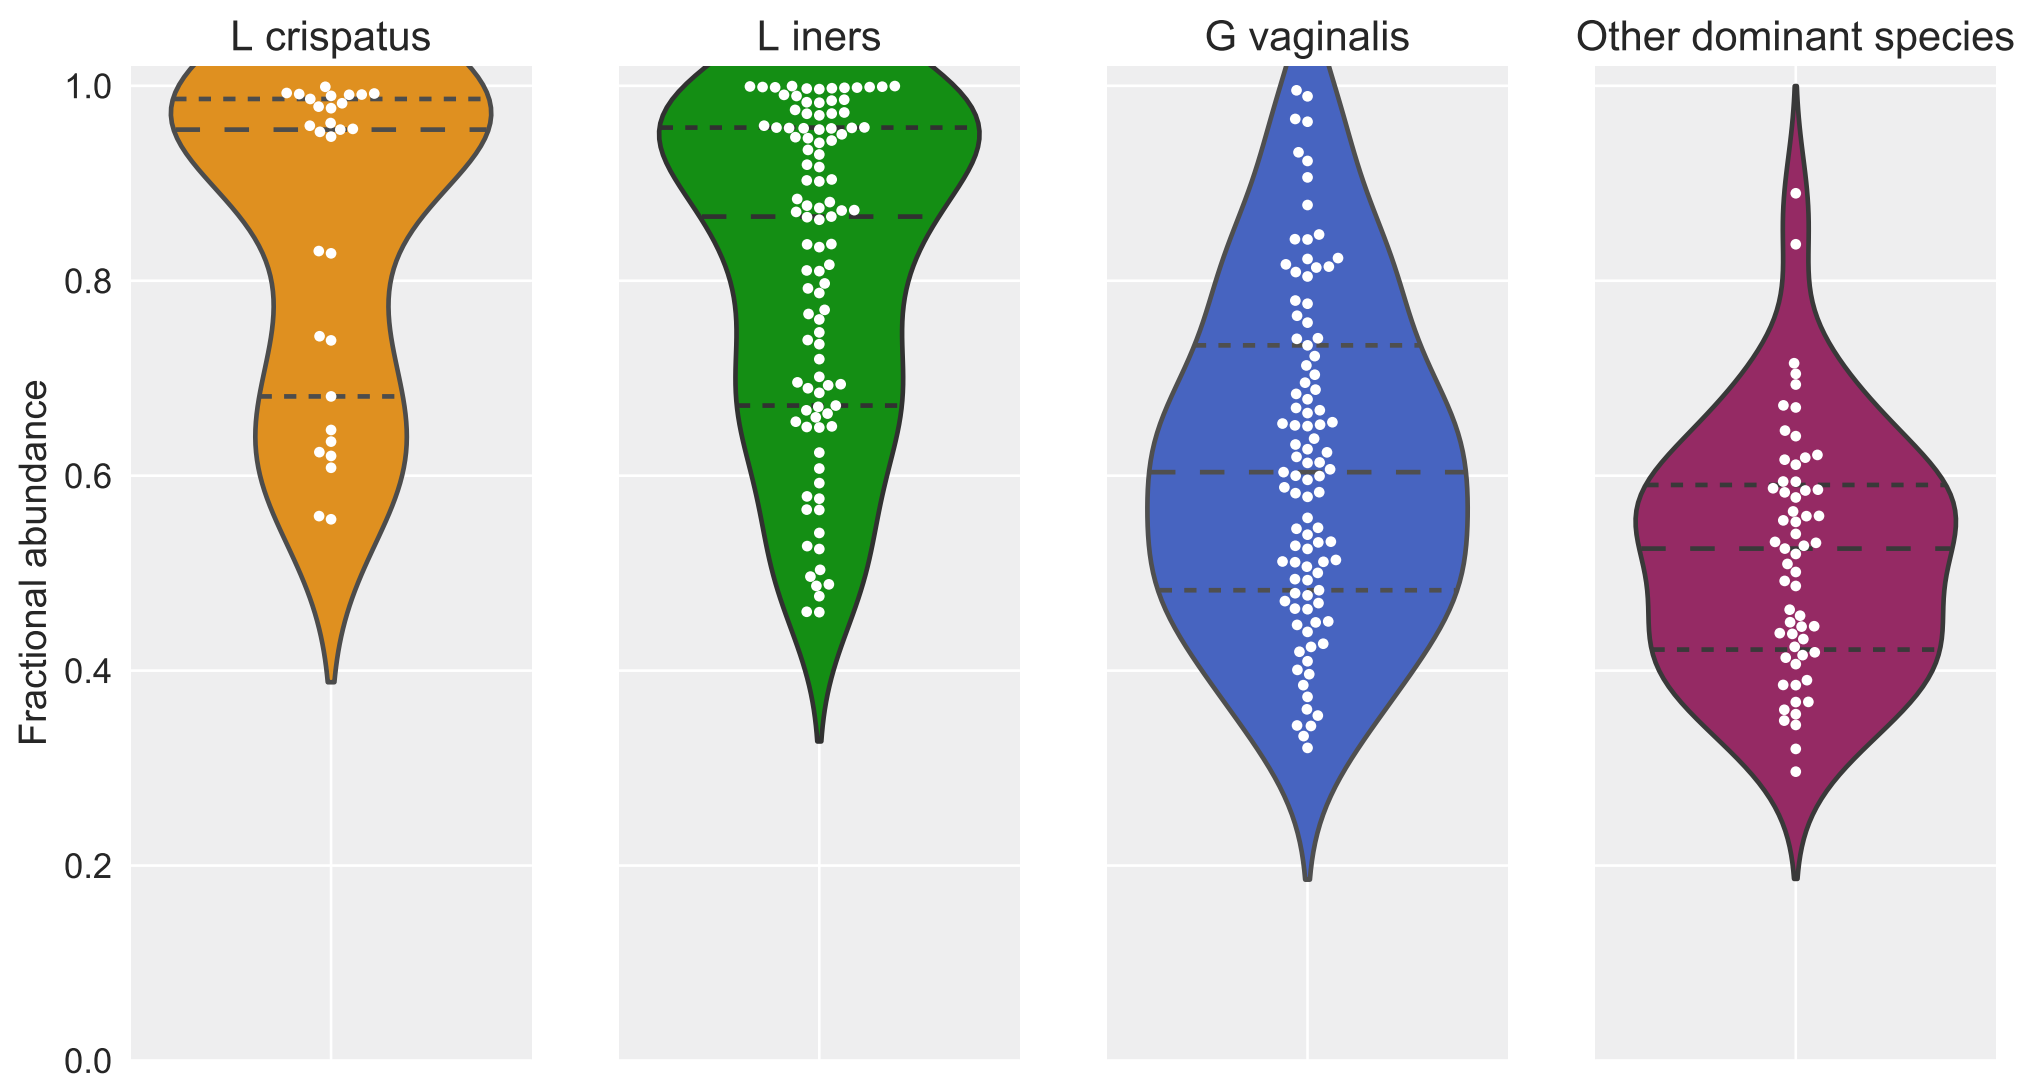 L crispatus
L iners
G vaginalis
Other dominant species
Fractional abundance
1.0
0.8
0.6
0.4
0.2
0.0